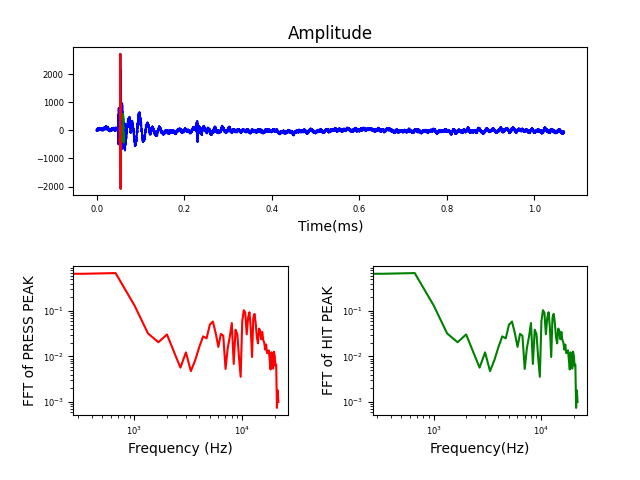 Amplitude
2000
1000
0
−1000
−2000
0.0 0.2 0.4 0.6 0.8 1.0
Time(ms)
FFT of PRESS PEAK
10⁻¹
10⁻²
10⁻³
10³ 10⁴
Frequency (Hz)
FFT of HIT PEAK
10⁻¹
10⁻²
10⁻³
10³ 10⁴
Frequency(Hz)